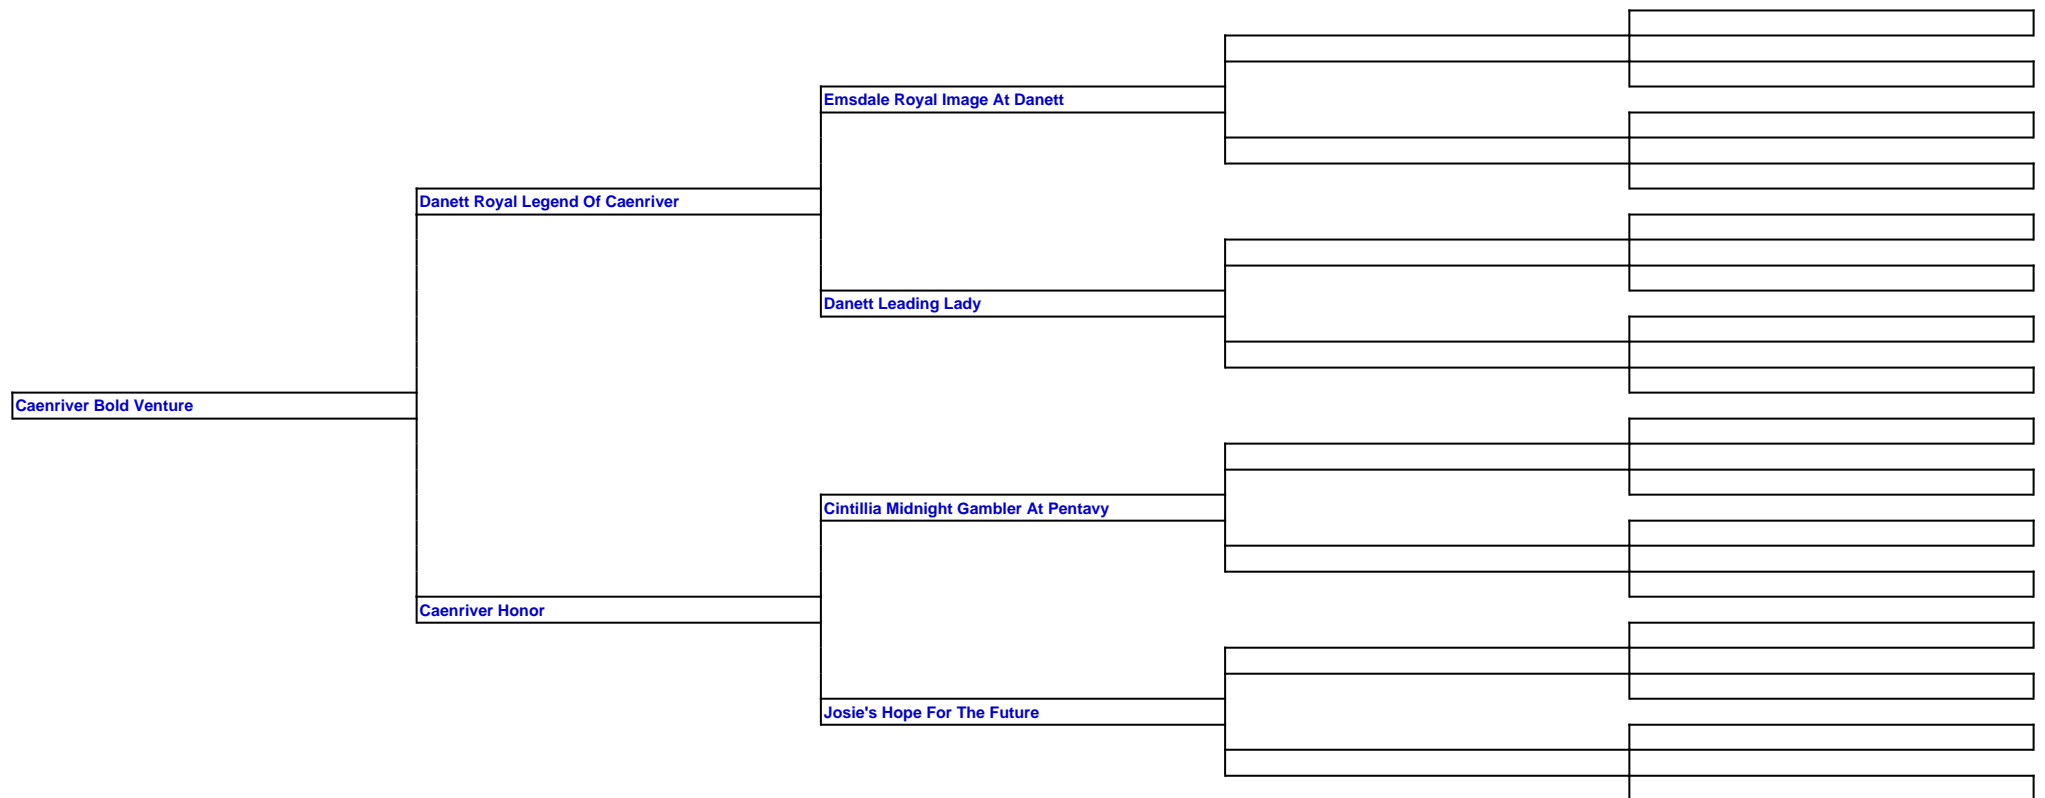 Emsdale Royal Image At Danett
Danett Royal Legend Of Caenriver
Danett Leading Lady
Caenriver Bold Venture
Cintillia Midnight Gambler At Pentavy
Caenriver Honor
Josie's Hope For The Future